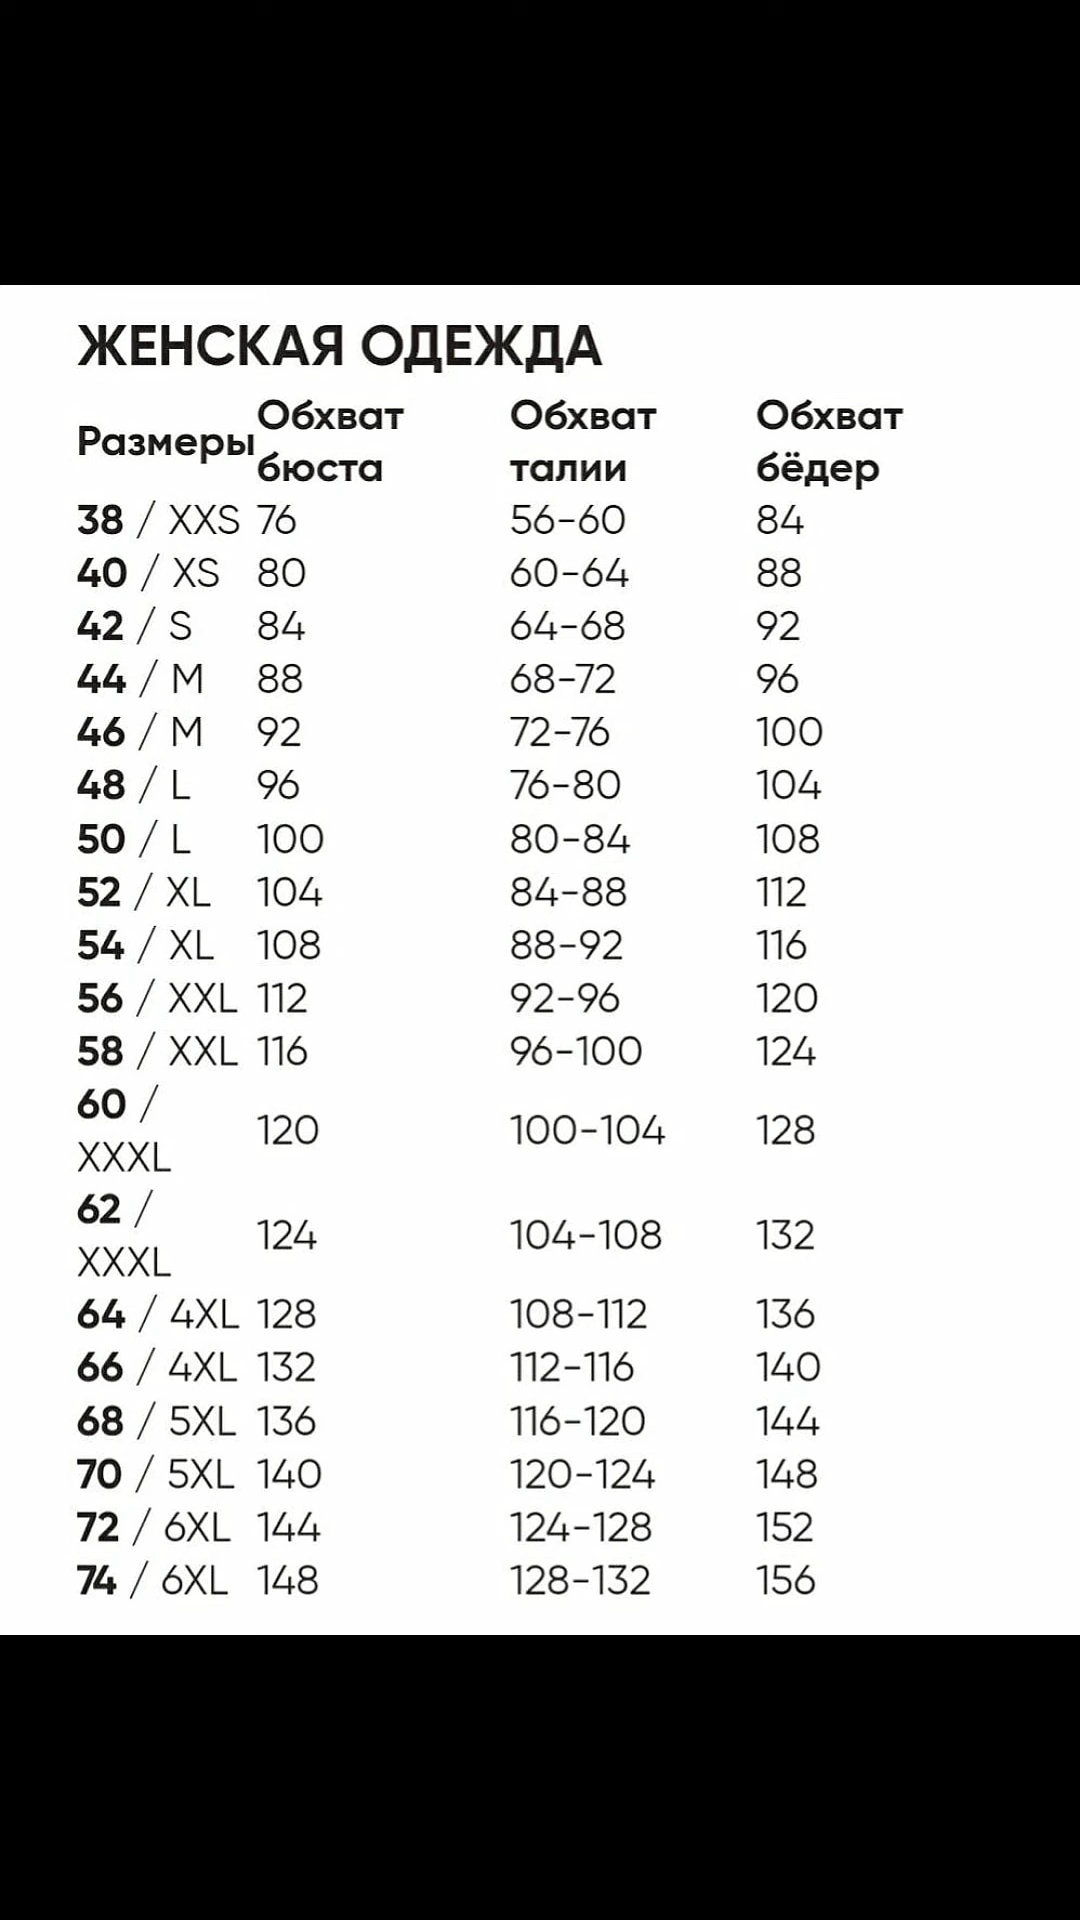 ЖЕНСКАЯ ОДЕЖДА
Размеры Обхват бюста Обхват талии Обхват бёдер
38 / XXS 76 56-60 84
40 / XS 80 60-64 88
42 / S 84 64-68 92
44 / M 88 68-72 96
46 / M 92 72-76 100
48 / L 96 76-80 104
50 / L 100 80-84 108
52 / XL 104 84-88 112
54 / XL 108 88-92 116
56 / XXL 112 92-96 120
58 / XXL 116 96-100 124
60 / XXXL 120 100-104 128
62 / XXXL 124 104-108 132
64 / 4XL 128 108-112 136
66 / 4XL 132 112-116 140
68 / 5XL 136 116-120 144
70 / 5XL 140 120-124 148
72 / 6XL 144 124-128 152
74 / 6XL 148 128-132 156